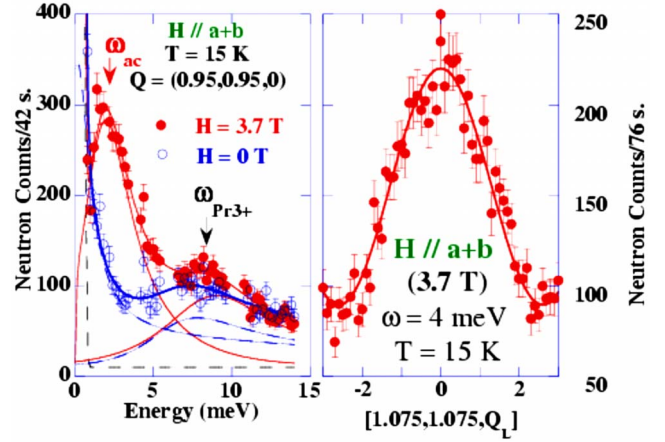 H // a+b
T = 15 K
Q = (0.95,0.95,0)
ω ac
H = 3.7 T
H = 0 T
ω Pr3+
Neutron Counts/42 s.
400
300
200
100
0
0 5 10 15
Energy (meV)
H // a+b
(3.7 T)
ω = 4 meV
T = 15 K
-2 0 2
[1.075,1.075,Q_L]
250
200
150
100
50
Neutron Counts/76 s.